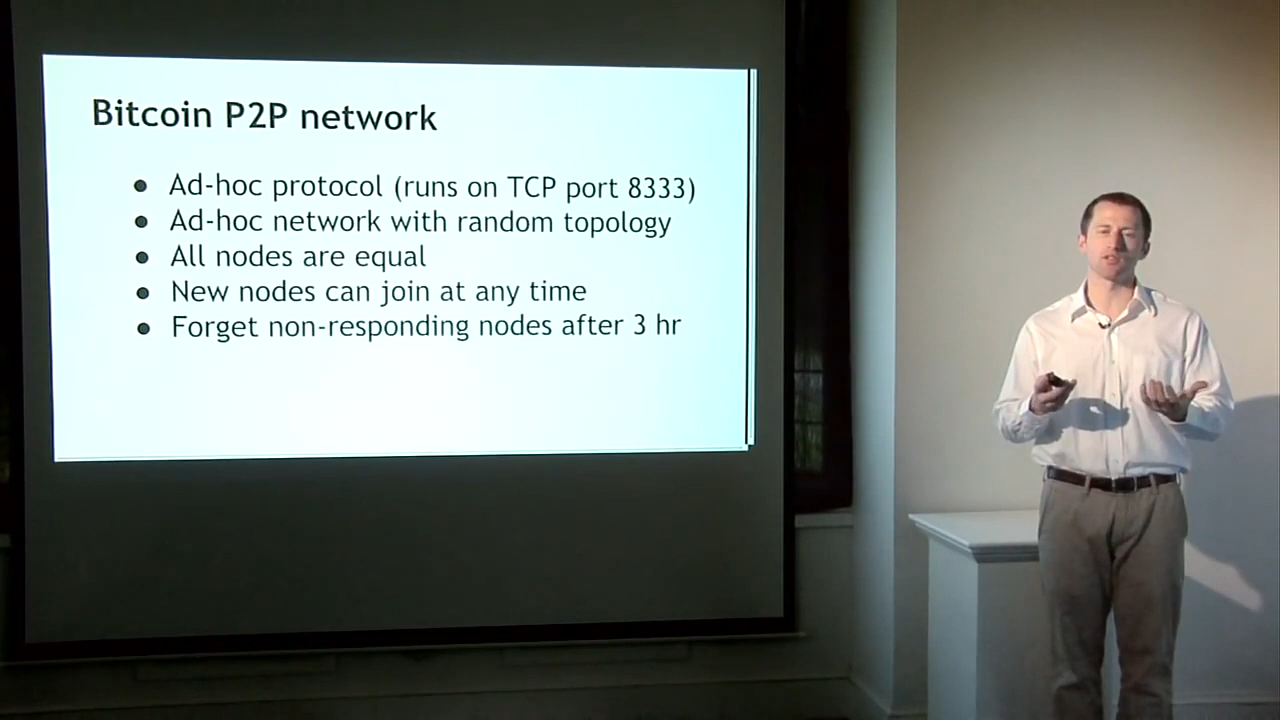 Bitcoin P2P network
● Ad-hoc protocol (runs on TCP port 8333)
● Ad-hoc network with random topology
● All nodes are equal
● New nodes can join at any time
● Forget non-responding nodes after 3 hr